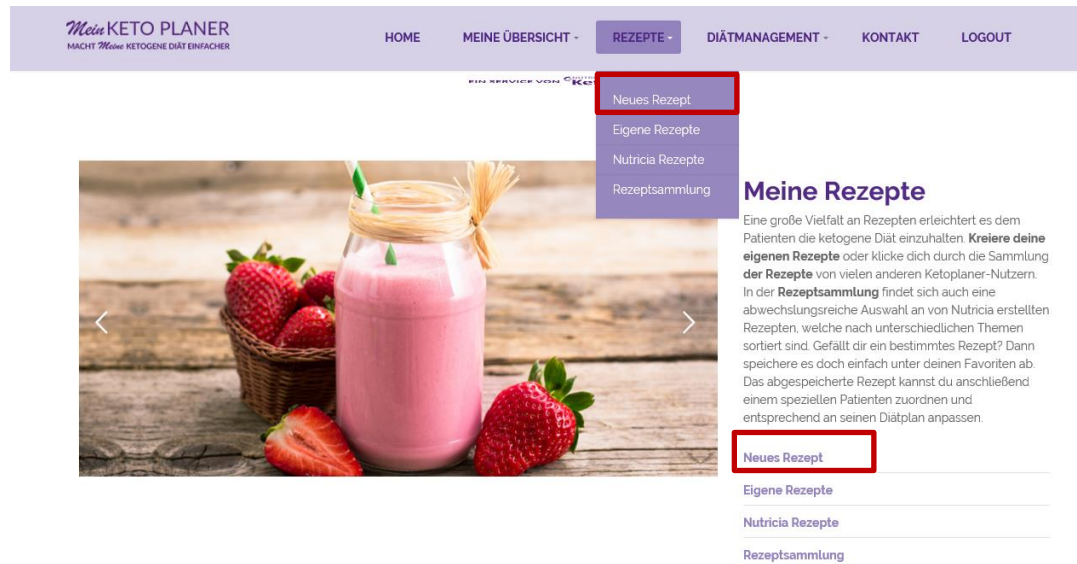 Mein KETO PLANER
MACHT Meine KETOGENE DIÄT EINFACHER
HOME
MEINE ÜBERSICHT
REZEPTE
DIÄTMANAGEMENT
KONTAKT
LOGOUT
EIN SERVICE VON
Neues Rezept
Eigene Rezepte
Nutricia Rezepte
Rezeptsammlung
Meine Rezepte
Eine große Vielfalt an Rezepten erleichtert es dem
Patienten die ketogene Diät einzuhalten. Kreiere deine
eigenen Rezepte oder klicke dich durch die Sammlung
der Rezepte von vielen anderen Ketoplaner-Nutzern.
In der Rezeptsammlung findet sich auch eine
abwechslungsreiche Auswahl an von Nutricia erstellten
Rezepten, welche nach unterschiedlichen Themen
sortiert sind. Gefällt dir ein bestimmtes Rezept? Dann
speichere es doch einfach unter deinen Favoriten ab.
Das abgespeicherte Rezept kannst du anschließend
einem speziellen Patienten zuordnen und
entsprechend an seinen Diätplan anpassen.
Neues Rezept
Eigene Rezepte
Nutricia Rezepte
Rezeptsammlung